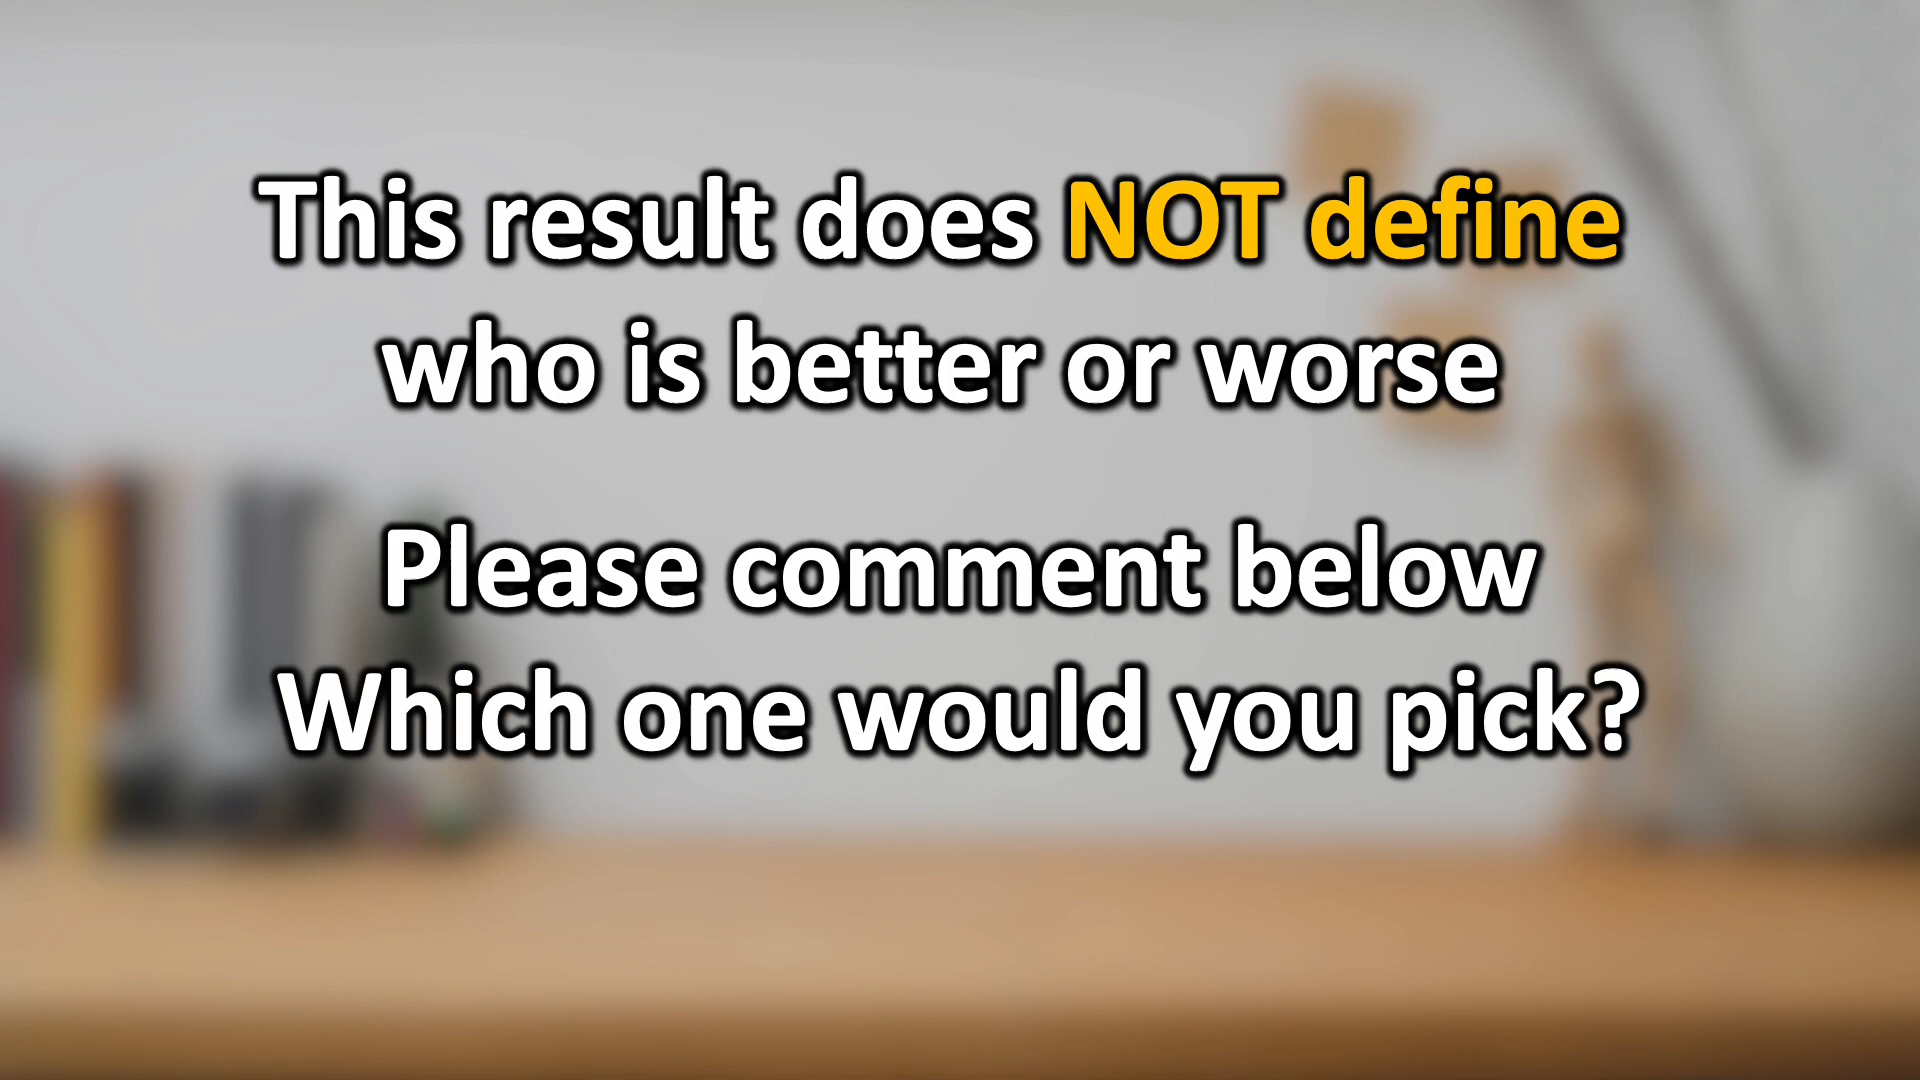 This result does NOT define
who is better or worse
Please comment below
Which one would you pick?